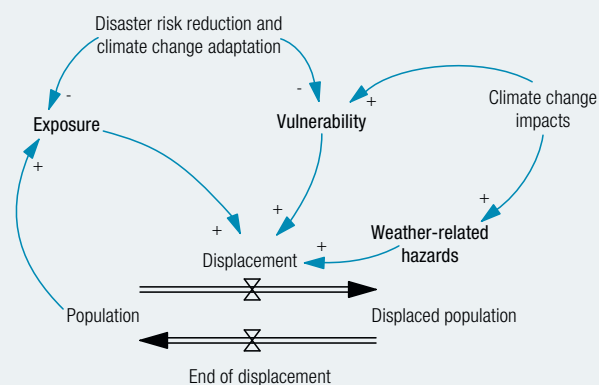 Disaster risk reduction and
climate change adaptation
-
-
+
Exposure
Vulnerability
Climate change
impacts
+
+
+
+
Weather-related
hazards
+
Displacement
Population
Displaced population
End of displacement